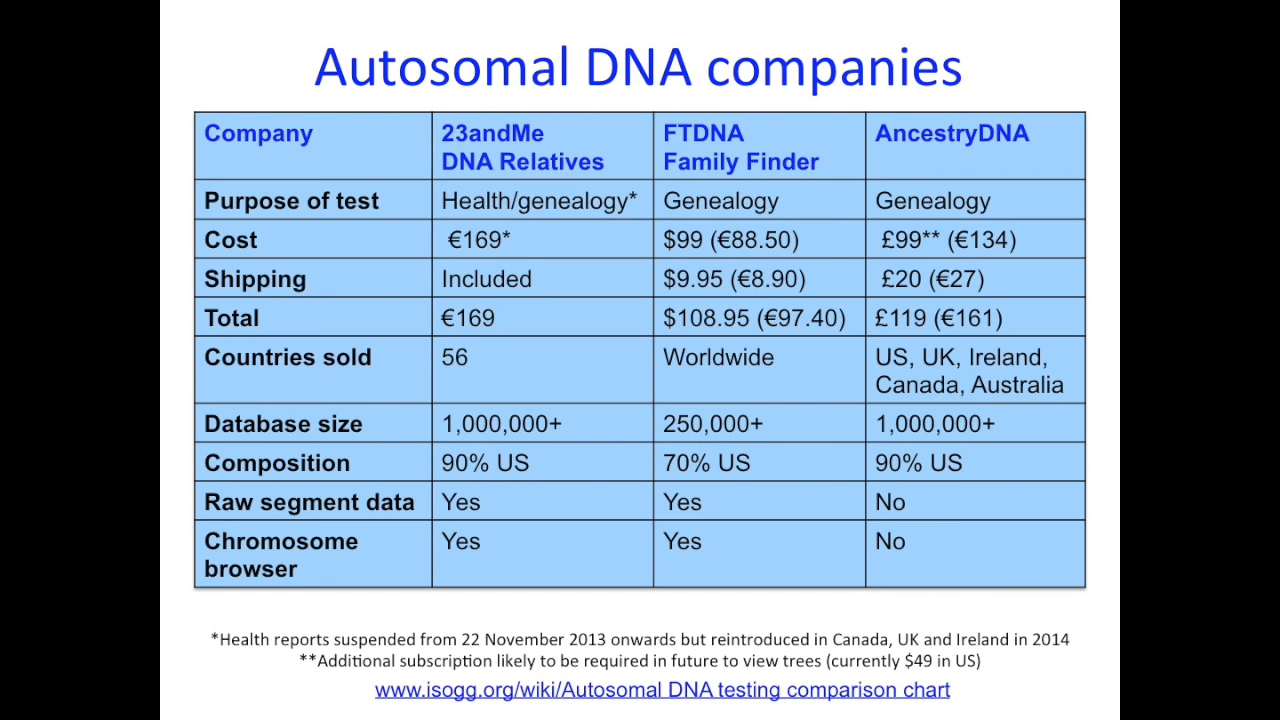 Autosomal DNA companies
Company 23andMe DNA Relatives FTDNA Family Finder AncestryDNA
Purpose of test Health/genealogy* Genealogy Genealogy
Cost €169* $99 (€88.50) £99** (€134)
Shipping Included $9.95 (€8.90) £20 (€27)
Total €169 $108.95 (€97.40) £119 (€161)
Countries sold 56 Worldwide US, UK, Ireland, Canada, Australia
Database size 1,000,000+ 250,000+ 1,000,000+
Composition 90% US 70% US 90% US
Raw segment data Yes Yes No
Chromosome browser Yes Yes No
*Health reports suspended from 22 November 2013 onwards but reintroduced in Canada, UK and Ireland in 2014
**Additional subscription likely to be required in future to view trees (currently $49 in US)
www.isogg.org/wiki/Autosomal DNA testing comparison chart